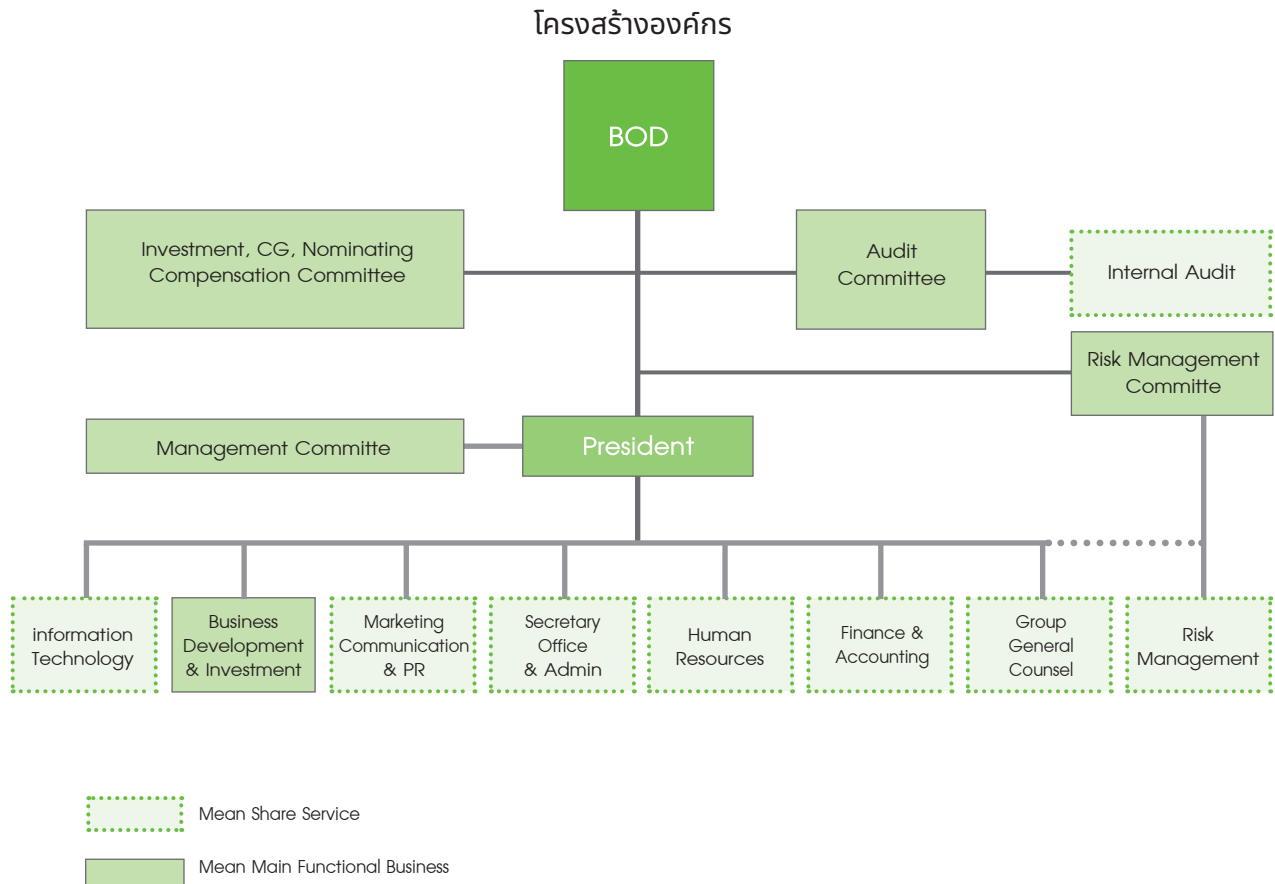 โครงสร้างองค์กร
BOD
Investment, CG, Nominating
Compensation Committee
Audit
Committee
Internal Audit
Risk Management
Committe
Management Committe
President
information
Technology
Business
Development
& Investment
Marketing
Communication
& PR
Secretary
Office
& Admin
Human
Resources
Finance &
Accounting
Group
General
Counsel
Risk
Management
Mean Share Service
Mean Main Functional Business